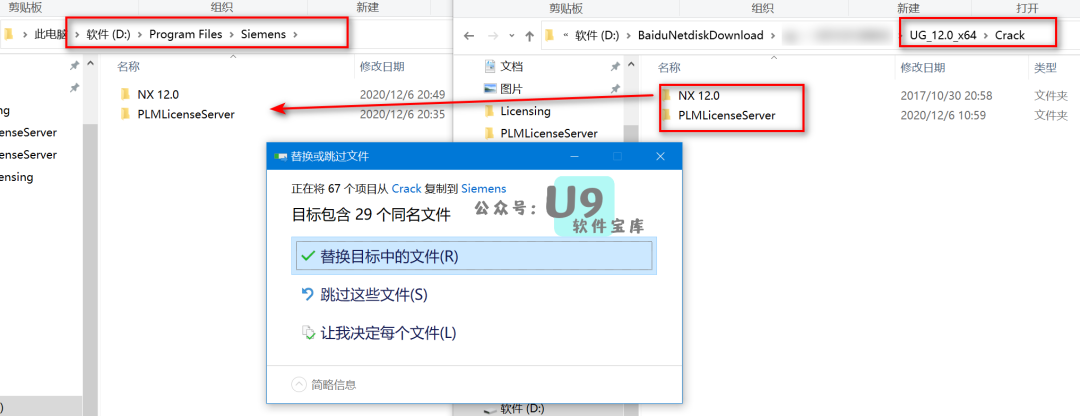 剪贴板 组织 新建
此电脑 › 软件 (D:) › Program Files › Siemens ›
名称 修改日期
NX 12.0 2020/12/6 20:49
PLMLicenseServer 2020/12/6 20:35
ng
enseServer
enseServer
ensing
)
剪贴板 组织 新建 打开
« 软件 (D:) › BaiduNetdiskDownload › UG_12.0_x64 › Crack
文档
图片
Licensing
PLMLicenseServer
软件 (D:)
名称 修改日期 类型
NX 12.0 2017/10/30 20:58 文件夹
PLMLicenseServer 2020/12/6 10:59 文件夹
替换或跳过文件
正在将 67 个项目从 Crack 复制到 Siemens
目标包含 29 个同名文件
公众号: U9
软件宝库
替换目标中的文件(R)
跳过这些文件(S)
让我决定每个文件(L)
简略信息